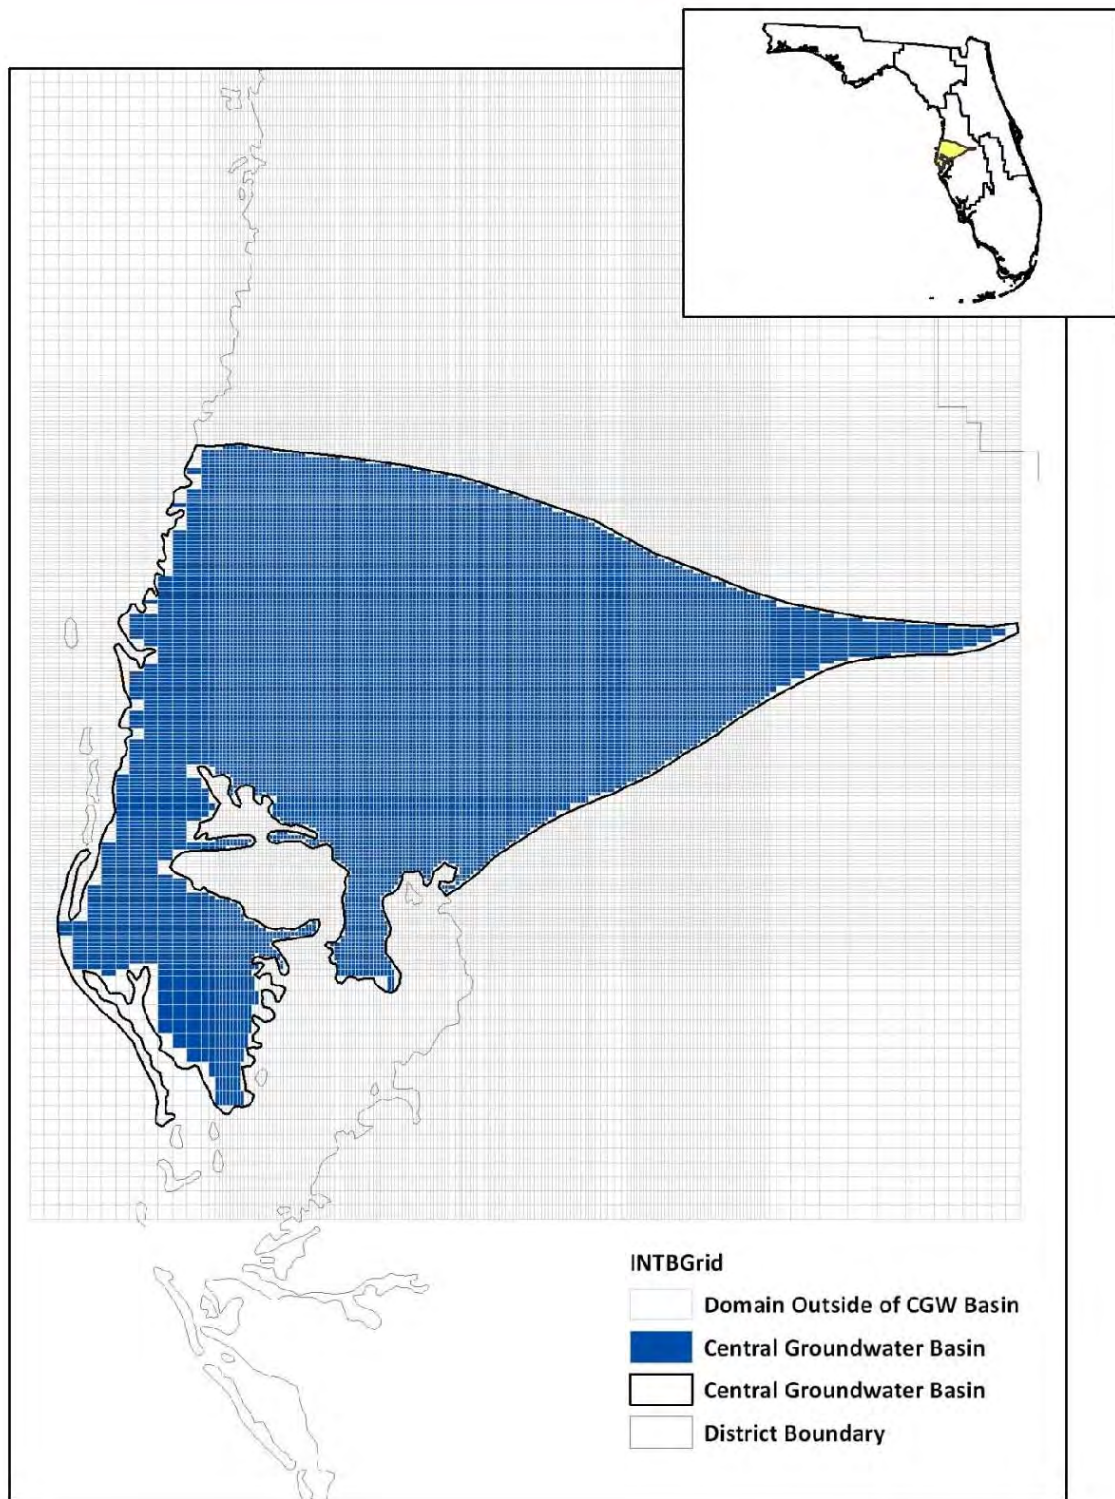 INTBGrid
Domain Outside of CGW Basin
Central Groundwater Basin
Central Groundwater Basin
District Boundary